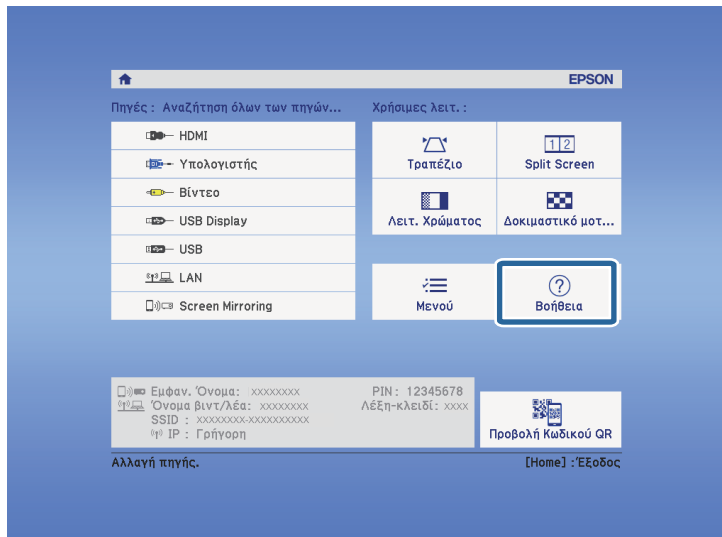 EPSON
Πηγές : Αναζήτηση όλων των πηγών...
HDMI
Υπολογιστής
Βίντεο
USB Display
USB
LAN
Screen Mirroring
Χρήσιμες λειτ. :
Τραπέζιο
1 2
Split Screen
Λειτ. Χρώματος
Δοκιμαστικό μοτ...
Μενού
?
Βοήθεια
Εμφαν. Όνομα: xxxxxxxx
Όνομα βιντ/λέα: xxxxxxxx
SSID : xxxxxxxx-xxxxxxxxxx
IP : Γρήγορη
PIN : 12345678
Λέξη-κλειδί: xxxx
Προβολή Κωδικού QR
Αλλαγή πηγής.
[Home] :Έξοδος